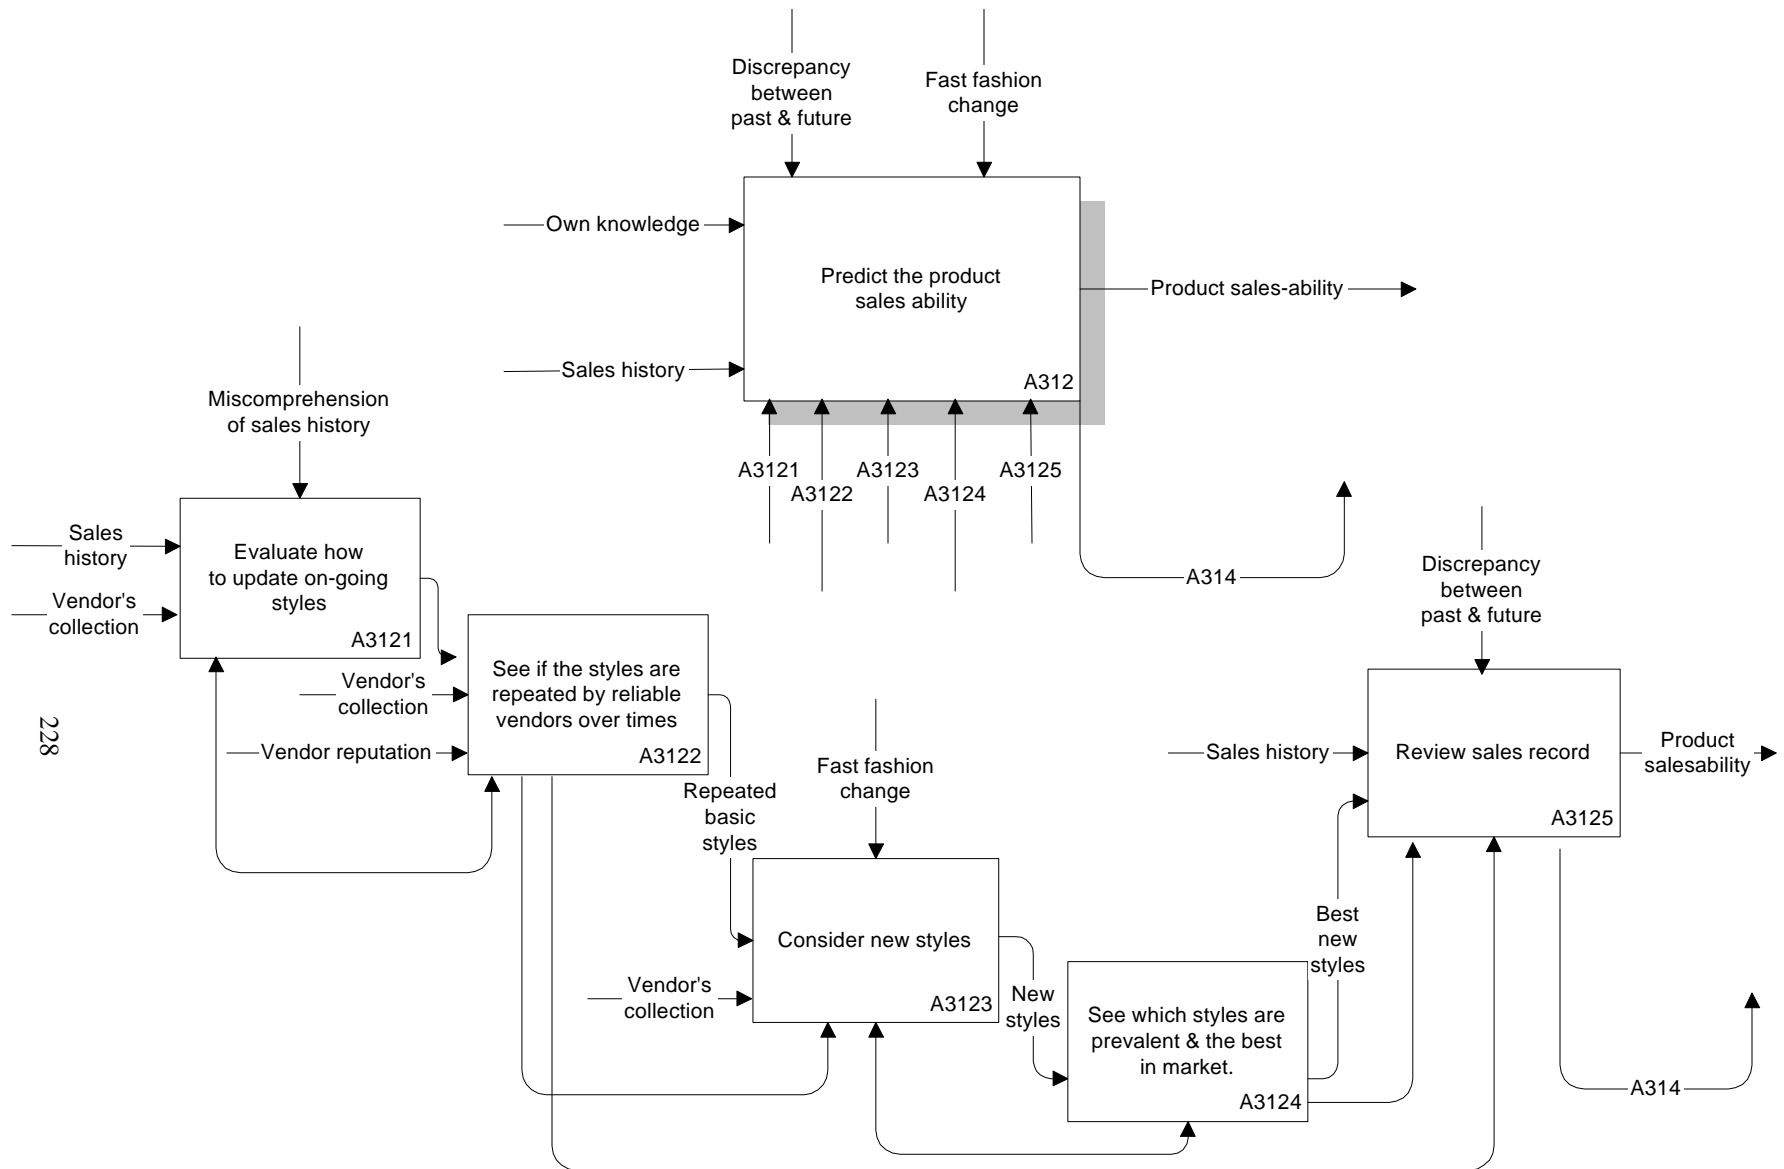 Discrepancy
between
past & future
Fast fashion
change
Own knowledge
Predict the product
sales ability
Product sales-ability
Sales history
A312
Miscomprehension
of sales history
A3121
A3122
A3123
A3124
A3125
A314
Sales
history
Evaluate how
to update on-going
styles
Vendor's
collection
A3121
See if the styles are
repeated by reliable
vendors over times
Vendor's
collection
Vendor reputation
A3122
228
Repeated
basic
styles
Fast fashion
change
Consider new styles
Vendor's
collection
A3123
New
styles
See which styles are
prevalent & the best
in market.
A3124
Best
new
styles
Discrepancy
between
past & future
Sales history
Review sales record
Product
salesability
A3125
A314